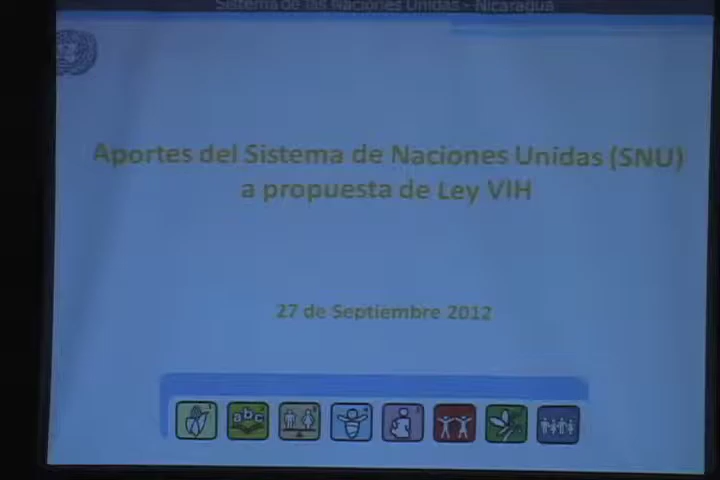 Sistema de las Naciones Unidas - Nicaragua
Aportes del Sistema de Naciones Unidas (SNU)
a propuesta de Ley VIH
27 de Septiembre 2012
abc